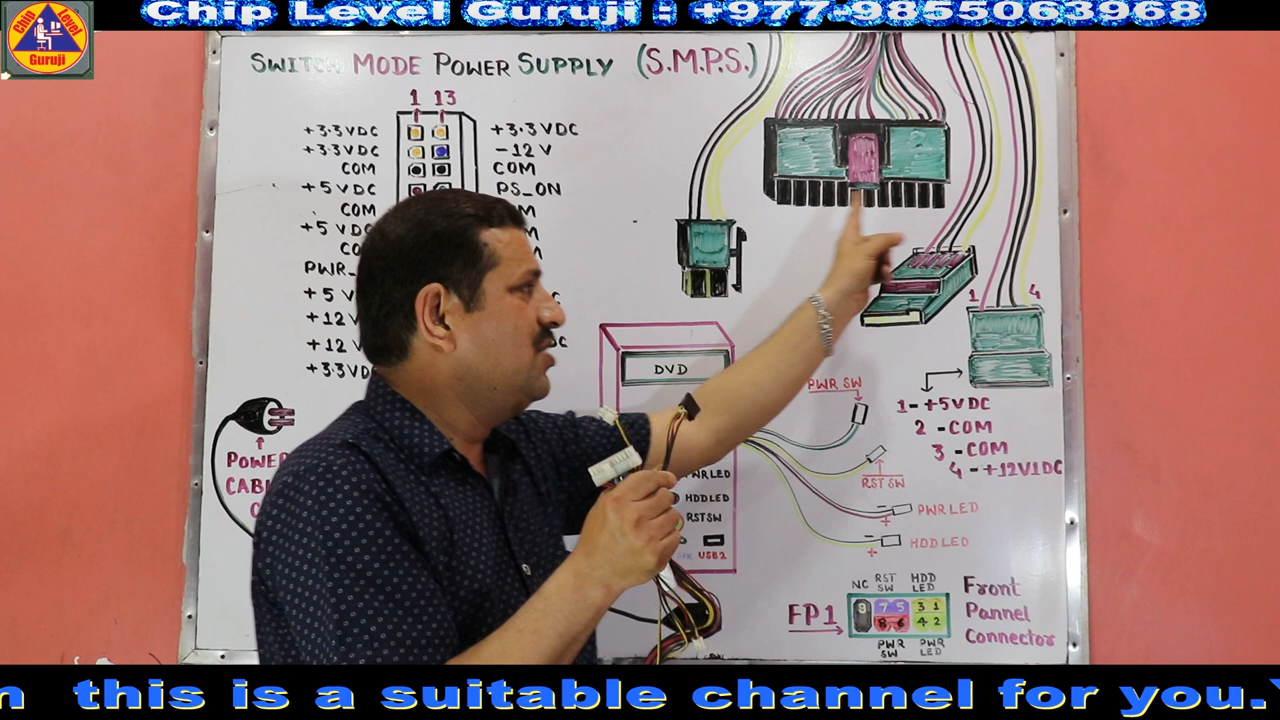 Chip Level Guruji : +977-9855063968
Chip Level
Guruji
SWITCH MODE POWER SUPPLY (S.M.P.S.)
1 13
+3.3VDC +3.3VDC
+3.3VDC -12V
COM COM
+5VDC PS_ON
COM
+5VDC
PWR_
+5V
+12V
+12V
+3.3VD
POWER
CABL
DVD
PWRLED
HDDLED
RSTSW
USB2
PWR SW
RST SW
- PWR LED
+
- HDD LED
+
1 4
1-+5VDC
2 -COM
3 -COM
4 -+12V1DC
NC RST SW HDD LED
FP1
9 7 5 3 1
8 6 4 2
PWR SW PWR LED
Front
Pannel
Connector
n this is a suitable channel for you.